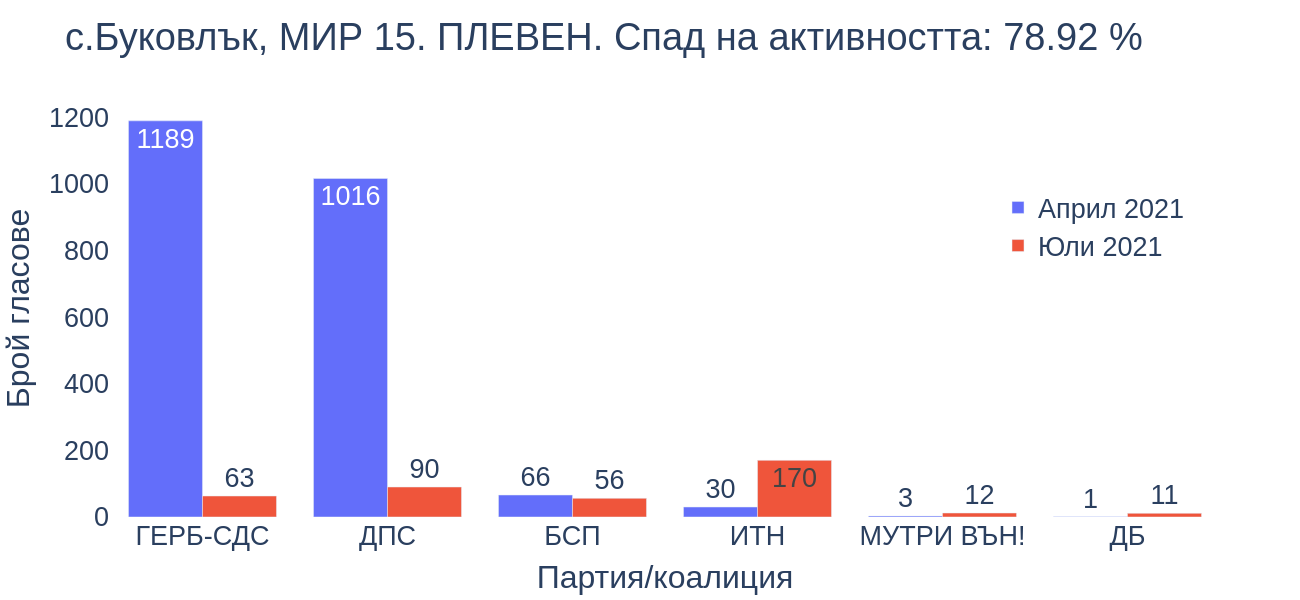 с.Буковлък, МИР 15. ПЛЕВЕН. Спад на активността: 78.92 %
Брой гласове
1200
1000
800
600
400
200
0
1189
63
1016
90
66
56
30
170
3
12
1
11
Април 2021
Юли 2021
ГЕРБ-СДС
ДПС
БСП
ИТН
МУТРИ ВЪН!
ДБ
Партия/коалиция